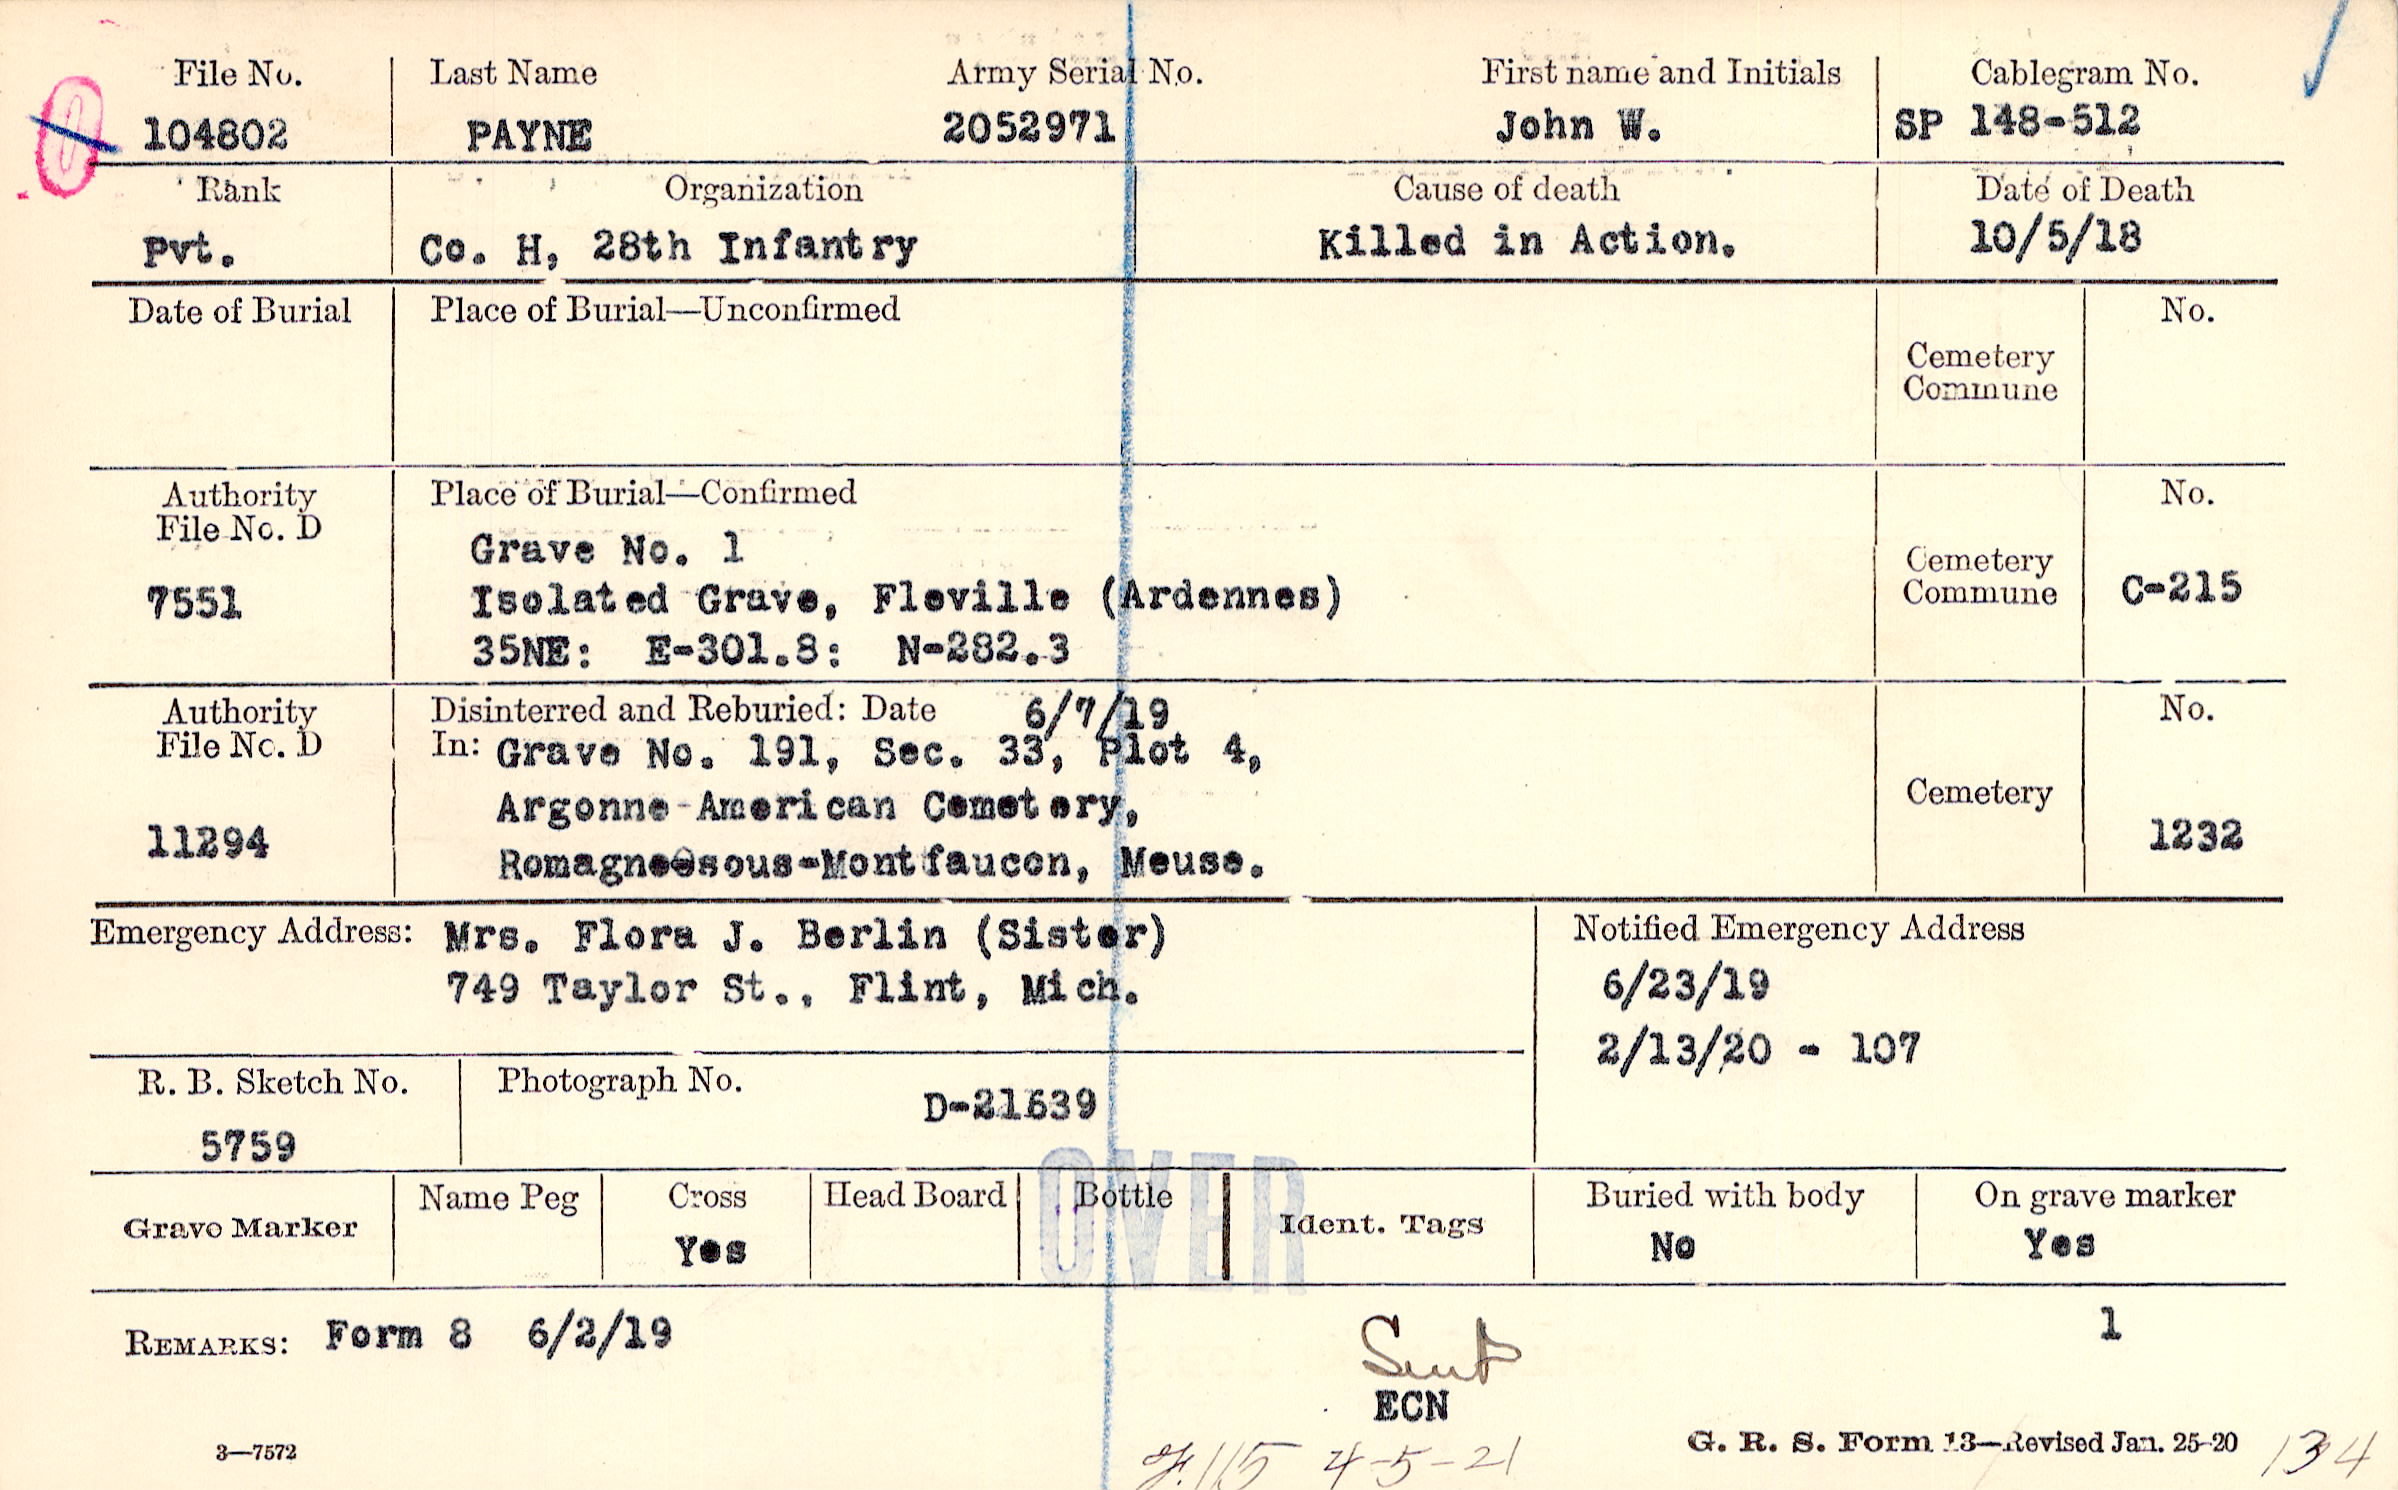 File No. Last Name Army Serial No. First name and Initials Cablegram No.
104802 PAYNE 2052971 John W. SP 148-512
Rank Organization Cause of death Date of Death
Pvt. Co. H, 28th Infantry Killed in Action. 10/5/18
Date of Burial Place of Burial—Unconfirmed No.
Cemetery
Commune
Authority Place of Burial—Confirmed No.
File No. D
Grave No. 1
Cemetery
7551 Isolated Grave, Fleville (Ardennes) Commune C-215
35NE: E-301.8: N-282.3
Authority Disinterred and Reburied: Date 6/7/19 No.
File No. D In: Grave No. 191, Sec. 33, Plot 4,
Argonne-American Cemetery, Cemetery
11294 1232
Romagne-sous-Montfaucon, Meuse.
Emergency Address: Mrs. Flora J. Berlin (Sister) Notified Emergency Address
749 Taylor St., Flint, Mich. 6/23/19
2/13/20 - 107
R. B. Sketch No. Photograph No.
5759 D-21539
OVER
Grave Marker Name Peg Cross Head Board Bottle Ident. Tags Buried with body On grave marker
Yes No Yes
REMARKS: Form 8 6/2/19 1
Sent
ECN
3—7572 G. R. S. Form 13—Revised Jan. 25-20 134
115 4-5-21